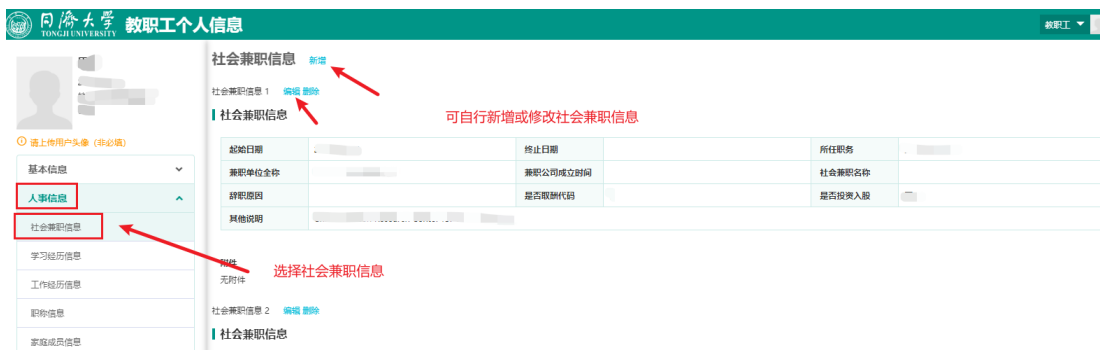 同济大学 教职工个人信息
TONGJI UNIVERSITY
教职工
社会兼职信息 新增
社会兼职信息 1 编辑 删除
社会兼职信息
可自行新增或修改社会兼职信息
请上传用户头像 (非必填)
起始日期 终止日期 所任职务
基本信息
兼职单位全称 兼职公司成立时间 社会兼职名称
人事信息
辞职原因 是否取酬代码 是否投资入股
其他说明
社会兼职信息
学习经历信息
附件
选择社会兼职信息
无附件
工作经历信息
职称信息
社会兼职信息 2 编辑 删除
社会兼职信息
家庭成员信息